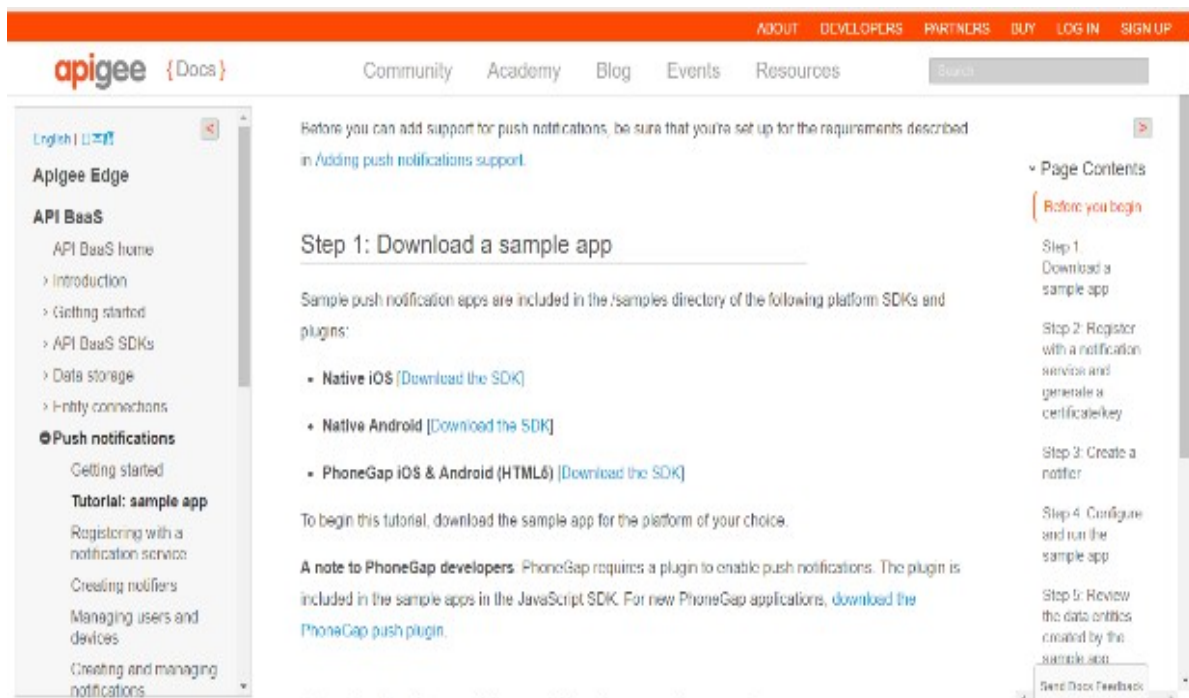 ABOUT DEVELOPERS PARTNERS BUY LOG IN SIGN UP
apigee {Docs}
Community Academy Blog Events Resources
Search
English | 日本語
<
Apigee Edge
API BaaS
API BaaS home
> Introduction
> Getting started
> API BaaS SDKs
> Data storage
> Entity connections
Push notifications
Getting started
Tutorial: sample app
Registering with a
notification service
Creating notifiers
Managing users and
devices
Creating and managing
notifications
Before you can add support for push notifications, be sure that you're set up for the requirements described
in Adding push notifications support.
Step 1: Download a sample app
Sample push notification apps are included in the /samples directory of the following platform SDKs and
plugins:
• Native iOS [Download the SDK]
• Native Android [Download the SDK]
• PhoneGap iOS & Android (HTML5) [Download the SDK]
To begin this tutorial, download the sample app for the platform of your choice.
A note to PhoneGap developers: PhoneGap requires a plugin to enable push notifications. The plugin is
included in the sample apps in the JavaScript SDK. For new PhoneGap applications, download the
PhoneGap push plugin.
>
Page Contents
Before you begin
Step 1:
Download a
sample app
Step 2: Register
with a notification
service and
generate a
certificate/key
Step 3: Create a
notifier
Step 4: Configure
and run the
sample app
Step 5: Review
the data entities
created by the
sample app
Send Docs Feedback